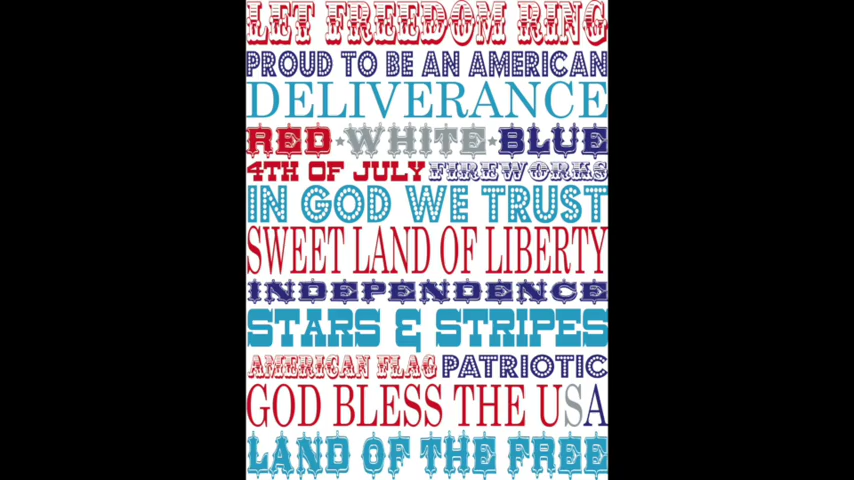 LET FREEDOM RING
PROUD TO BE AN AMERICAN
DELIVERANCE
RED★WHITE★BLUE
4TH OF JULY FIREWORKS
IN GOD WE TRUST
SWEET LAND OF LIBERTY
INDEPENDENCE
STARS & STRIPES
AMERICAN FLAG PATRIOTIC
GOD BLESS THE USA
LAND OF THE FREE